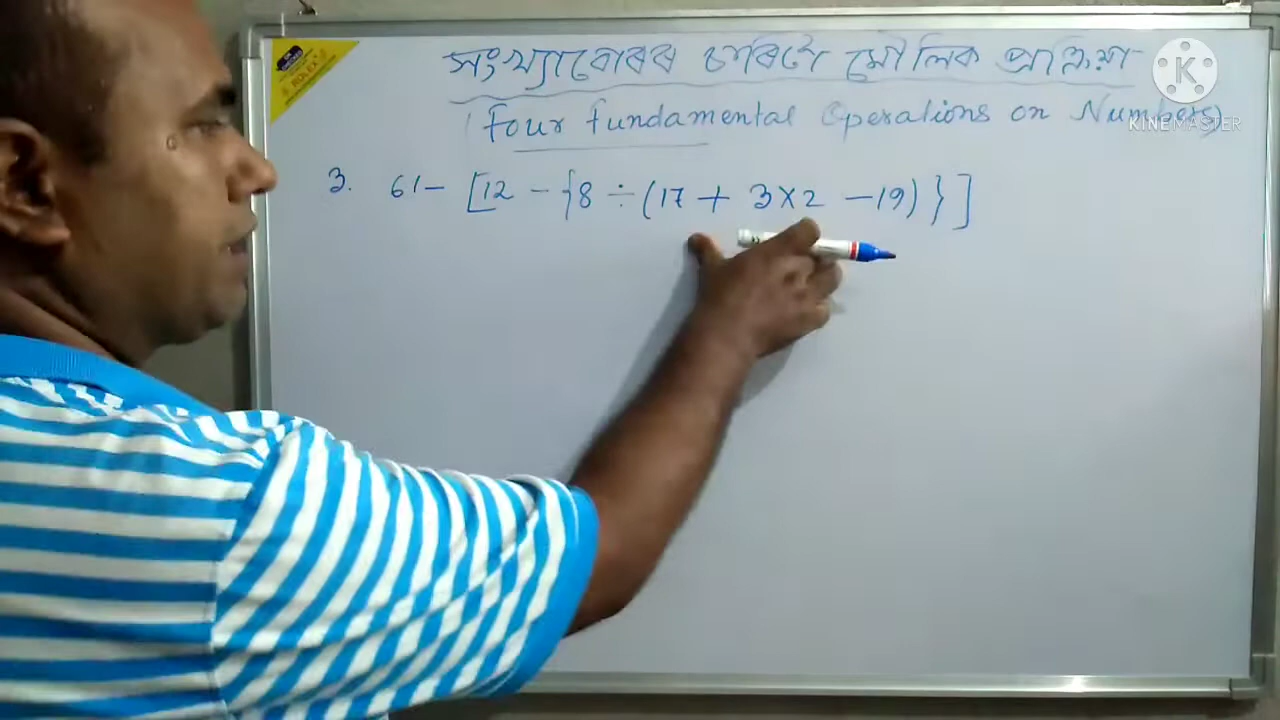 সংখ্যাবোৰৰ চাৰিটা মৌলিক প্ৰক্ৰিয়া
(Four fundamental Operations on Numbers)
3. 61 - [12 - {8 ÷ (17 + 3 × 2 - 19)}]
KINEMASTER